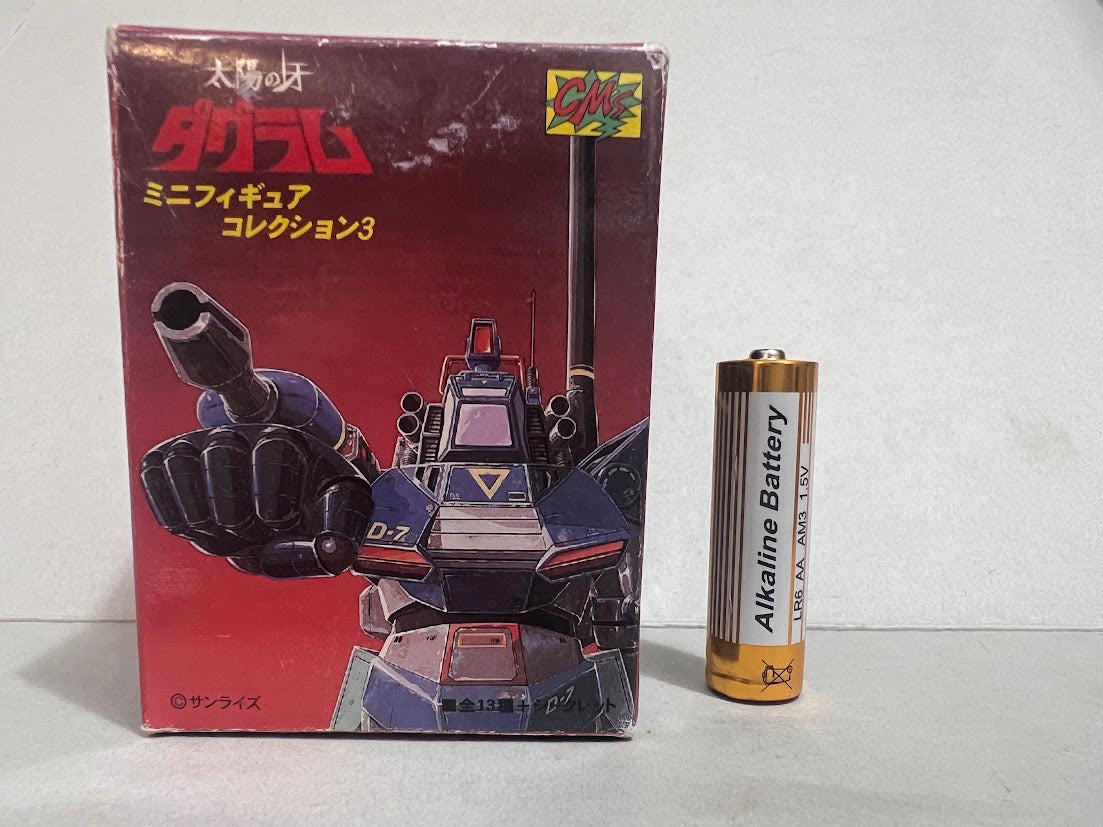 太陽の牙
ダグラム
ミニフィギュア
コレクション3
CM's
D-7
©サンライズ
■全13種+シークレット
D-7
Alkaline Battery
LR6 AA AM3 1.5V